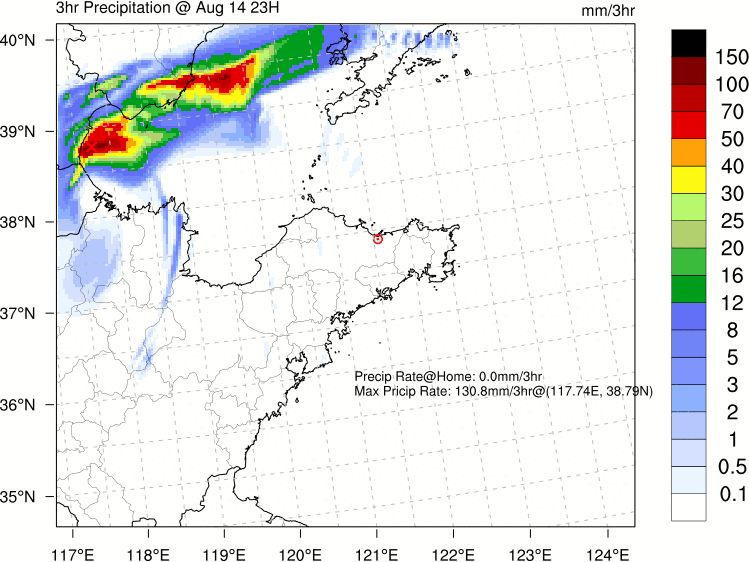 3hr Precipitation @ Aug 14 23H
mm/3hr
40°N
39°N
38°N
37°N
36°N
35°N
117°E
118°E
119°E
120°E
121°E
122°E
123°E
124°E
Precip Rate@Home: 0.0mm/3hr
Max Pricip Rate: 130.8mm/3hr@(117.74E, 38.79N)
150
100
70
50
40
30
25
20
16
12
8
5
3
2
1
0.5
0.1